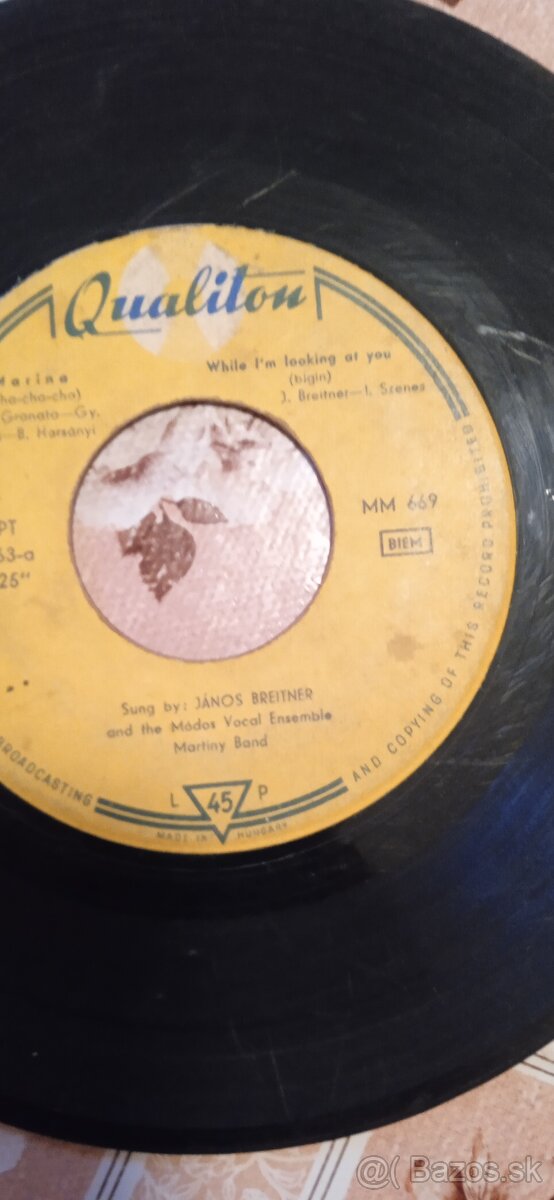 Qualiton
Marina
ha-cha-cha)
Granata—Gy.
—B. Harsányi
While I'm looking at you
(bigin)
J. Breitner—I. Szenes
PT
63-a
25"
MM 669
BIEM
Sung by: JÁNOS BREITNER
and the Módos Vocal Ensemble
Martiny Band
BROADCASTING
L 45 P
AND COPYING OF THIS RECORD PROHIBITED
MADE IN HUNGARY
@( Bazos.sk